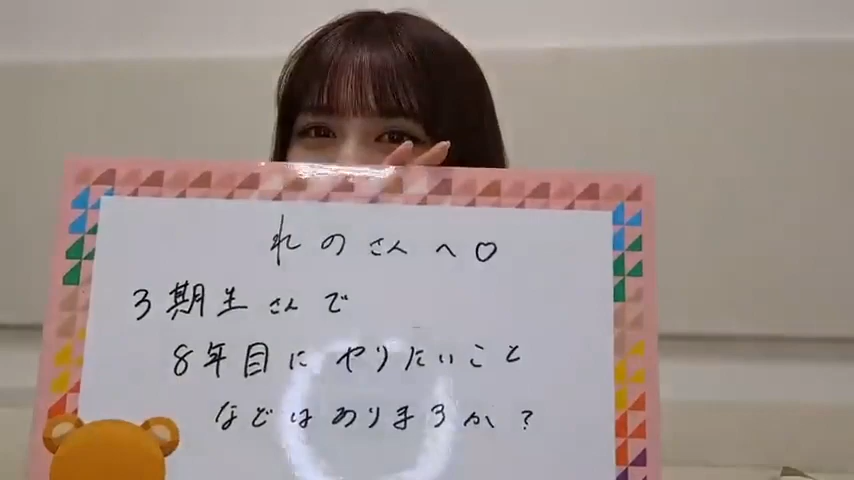 れのさんへ♡
3期生さんで
8年目にやりたいこと
などはありますか?